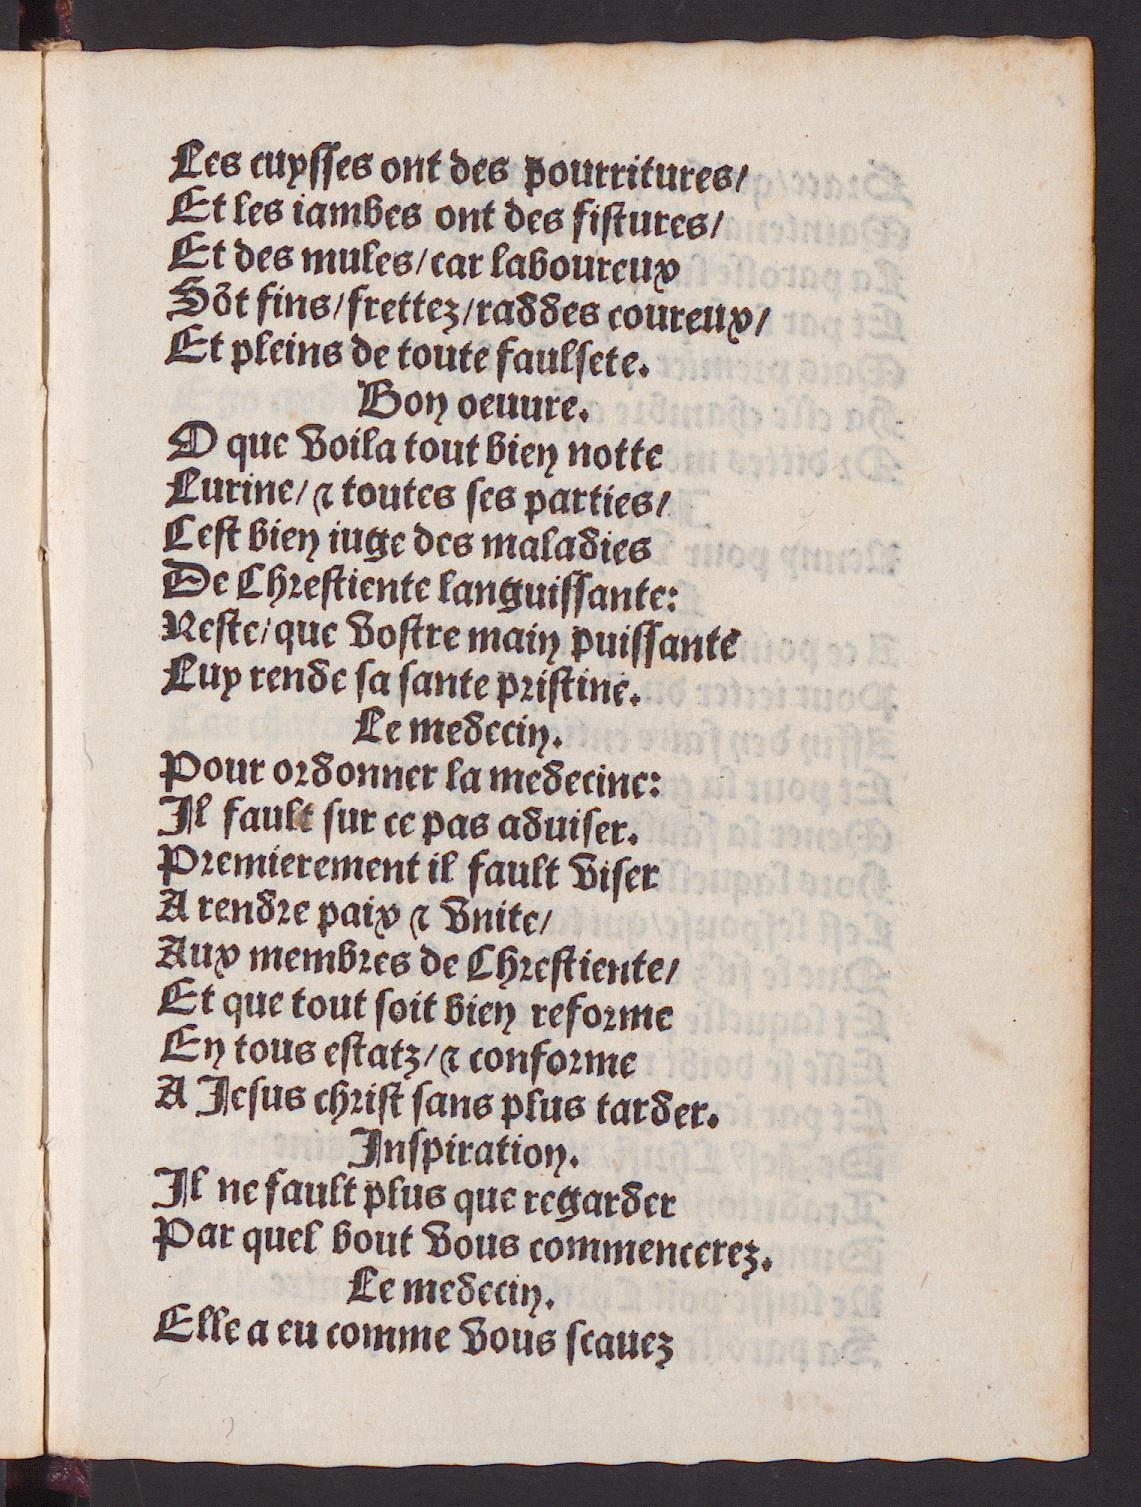 Les cuysses ont des pourritures/
Et les iambes ont des fistures/
Et des mules/ car laboureux
Sōt fins/ frettez/ raddes coureux/
Et pleins de toute faulsete.
Bon oeuure.
O que voila tout bien notte
Lurine/ ⁊ toutes ses parties/
Cest bien iuge des maladies
De Chrestiente languissante:
Reste/ que vostre main puissante
Luy rende sa sante pristine.
Le medecin.
Pour ordonner la medecine:
Il fault sur ce pas aduiser.
Premierement il fault viser
A rendre paix ⁊ vnite/
Aux membres de Chrestiente/
Et que tout soit bien reforme
En tous estatz/ ⁊ conforme
A Jesus christ sans plus tarder.
Inspiration.
Il ne fault plus que regarder
Par quel bout vous commencerez.
Le medecin.
Elle a eu comme vous scauez